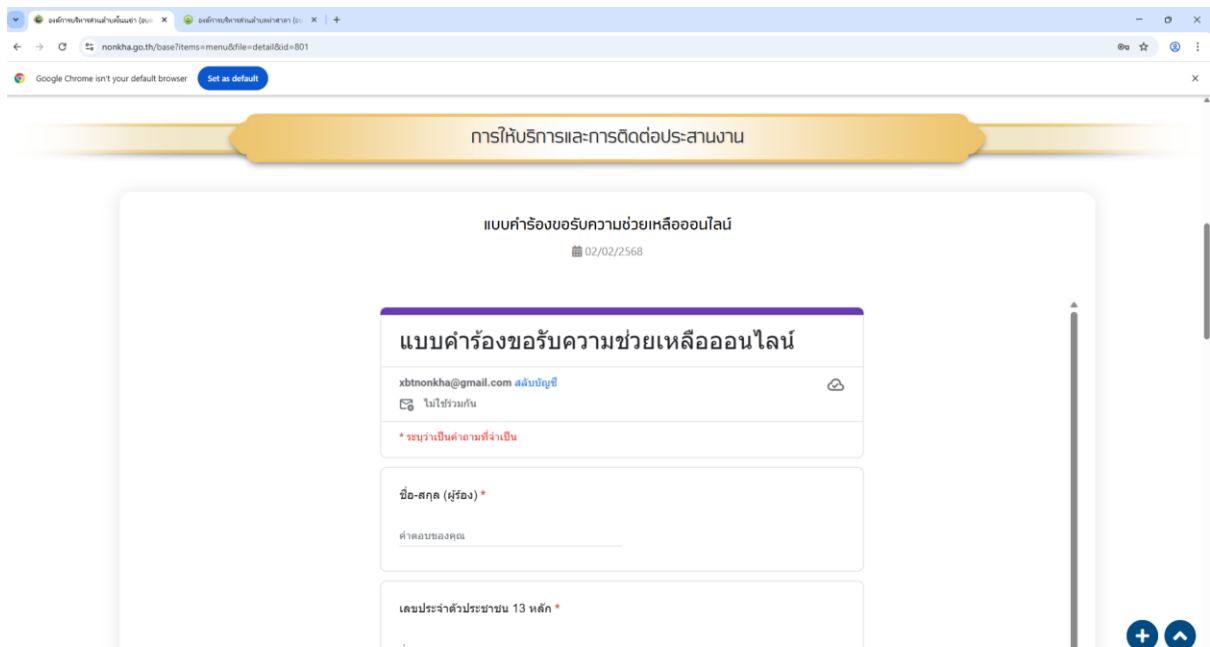 nonkha.go.th/base?items=menu&file=detail&id=801
Google Chrome isn't your default browser
Set as default
การให้บริการและการติดต่อประสานงาน
แบบคำร้องขอรับความช่วยเหลือออนไลน์
02/02/2568
แบบคำร้องขอรับความช่วยเหลือออนไลน์
xbtnonkha@gmail.com สลับบัญชี
ไม่ใช่ร่วมกัน
* ระบุว่าเป็นคำถามที่จำเป็น
ชื่อ-สกุล (ผู้ร้อง) *
คำตอบของคุณ
เลขประจำตัวประชาชน 13 หลัก *